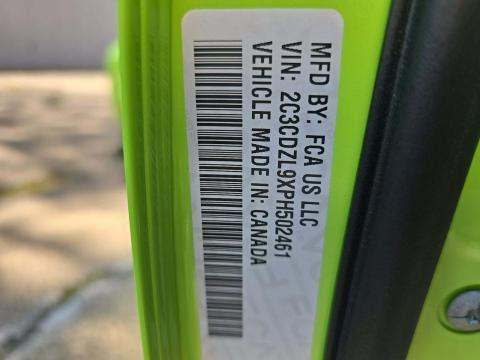 MFD BY: FCA US LLC
VIN: 2C3CDZL9XPH502461
VEHICLE MADE IN: CANADA